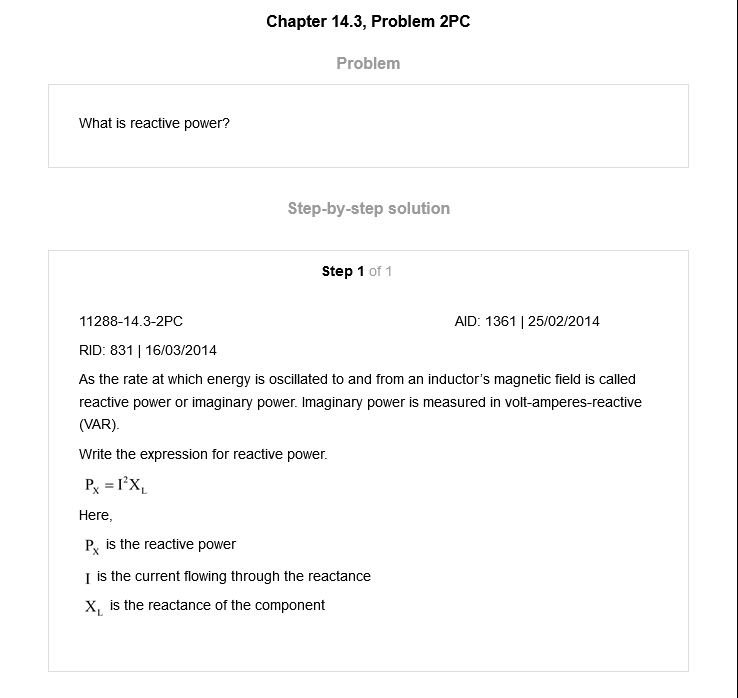 Chapter 14.3, Problem 2PC
Problem
What is reactive power?
Step-by-step solution
Step 1 of 1
11288-14.3-2PC AID: 1361 | 25/02/2014
RID: 831 | 16/03/2014
As the rate at which energy is oscillated to and from an inductor's magnetic field is called
reactive power or imaginary power. Imaginary power is measured in volt-amperes-reactive
(VAR).
Write the expression for reactive power.
P_X = I²X_L
Here,
P_X is the reactive power
I is the current flowing through the reactance
X_L is the reactance of the component